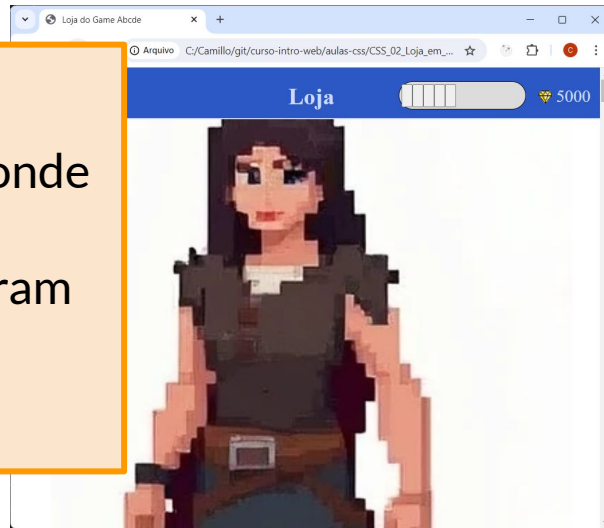 Loja do Game Abcde
Arquivo C:/Camillo/git/curso-intro-web/aulas-css/CSS_02_Loja_em_...
C
Loja
5000
onde
ram